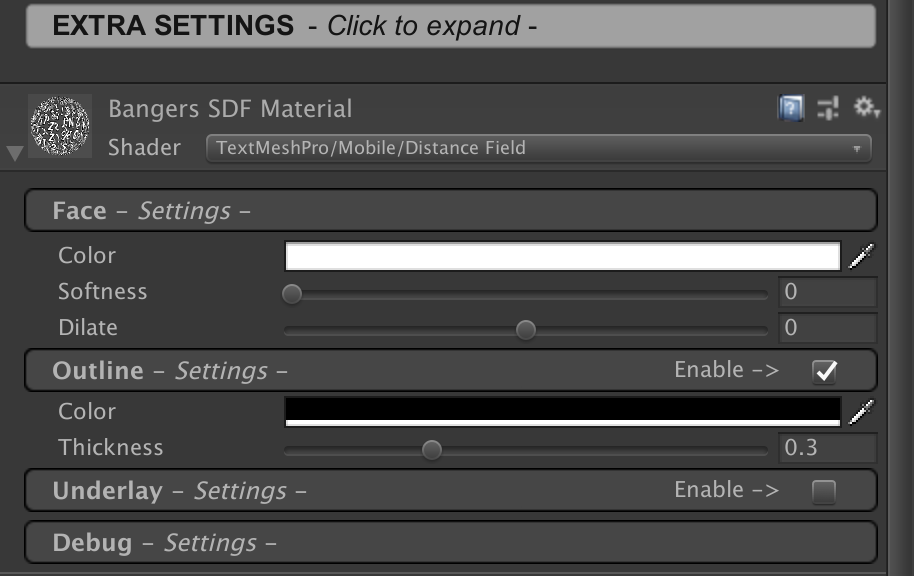 EXTRA SETTINGS - Click to expand -
Bangers SDF Material
Shader TextMeshPro/Mobile/Distance Field
Face – Settings –
Color
Softness 0
Dilate 0
Outline – Settings – Enable –>
Color
Thickness 0.3
Underlay – Settings – Enable –>
Debug – Settings –